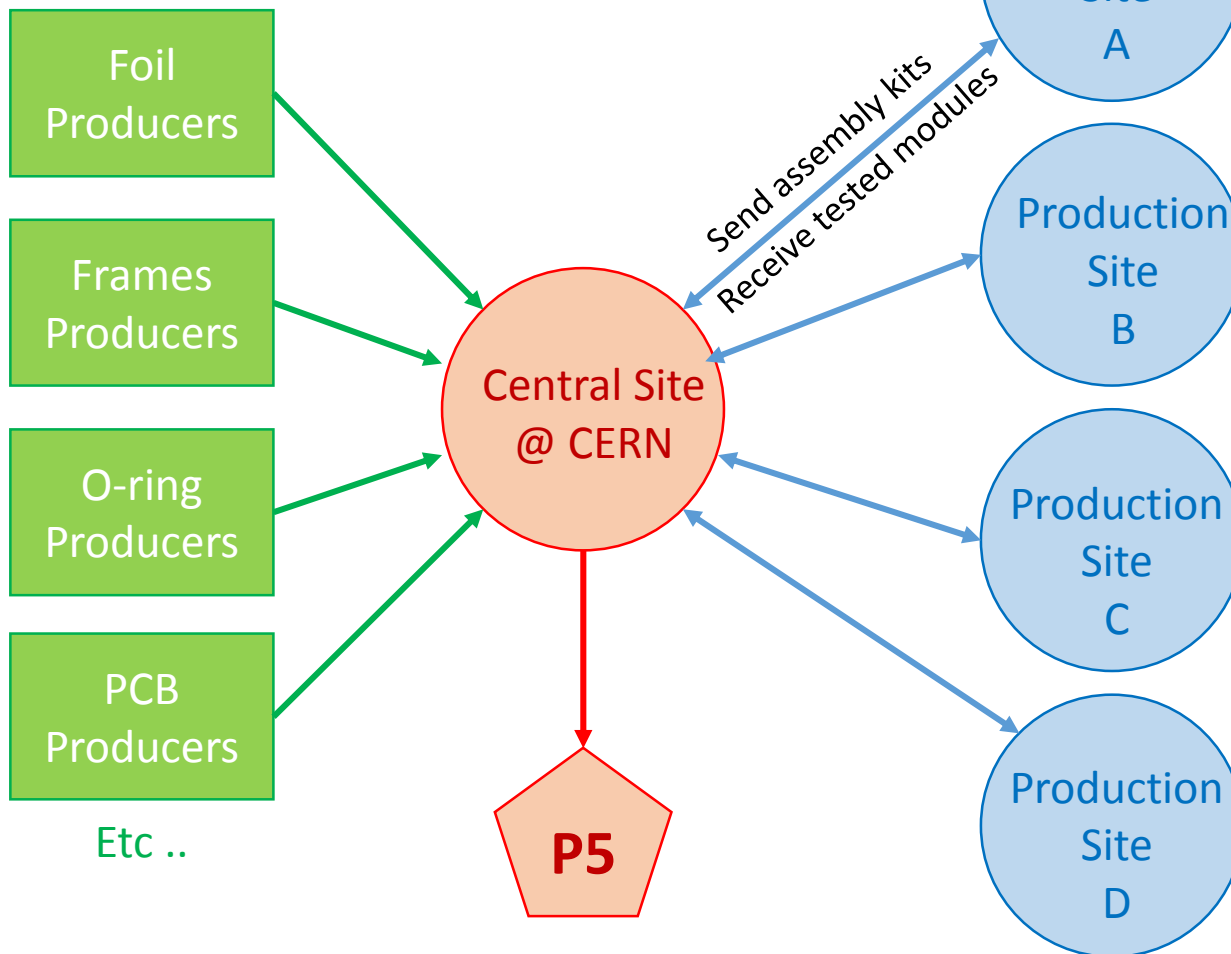 Foil
Producers
Frames
Producers
O-ring
Producers
PCB
Producers
Etc ..
Send assembly kits
Receive tested modules
Central Site
@ CERN
P5
Site
A
Production
Site
B
Production
Site
C
Production
Site
D